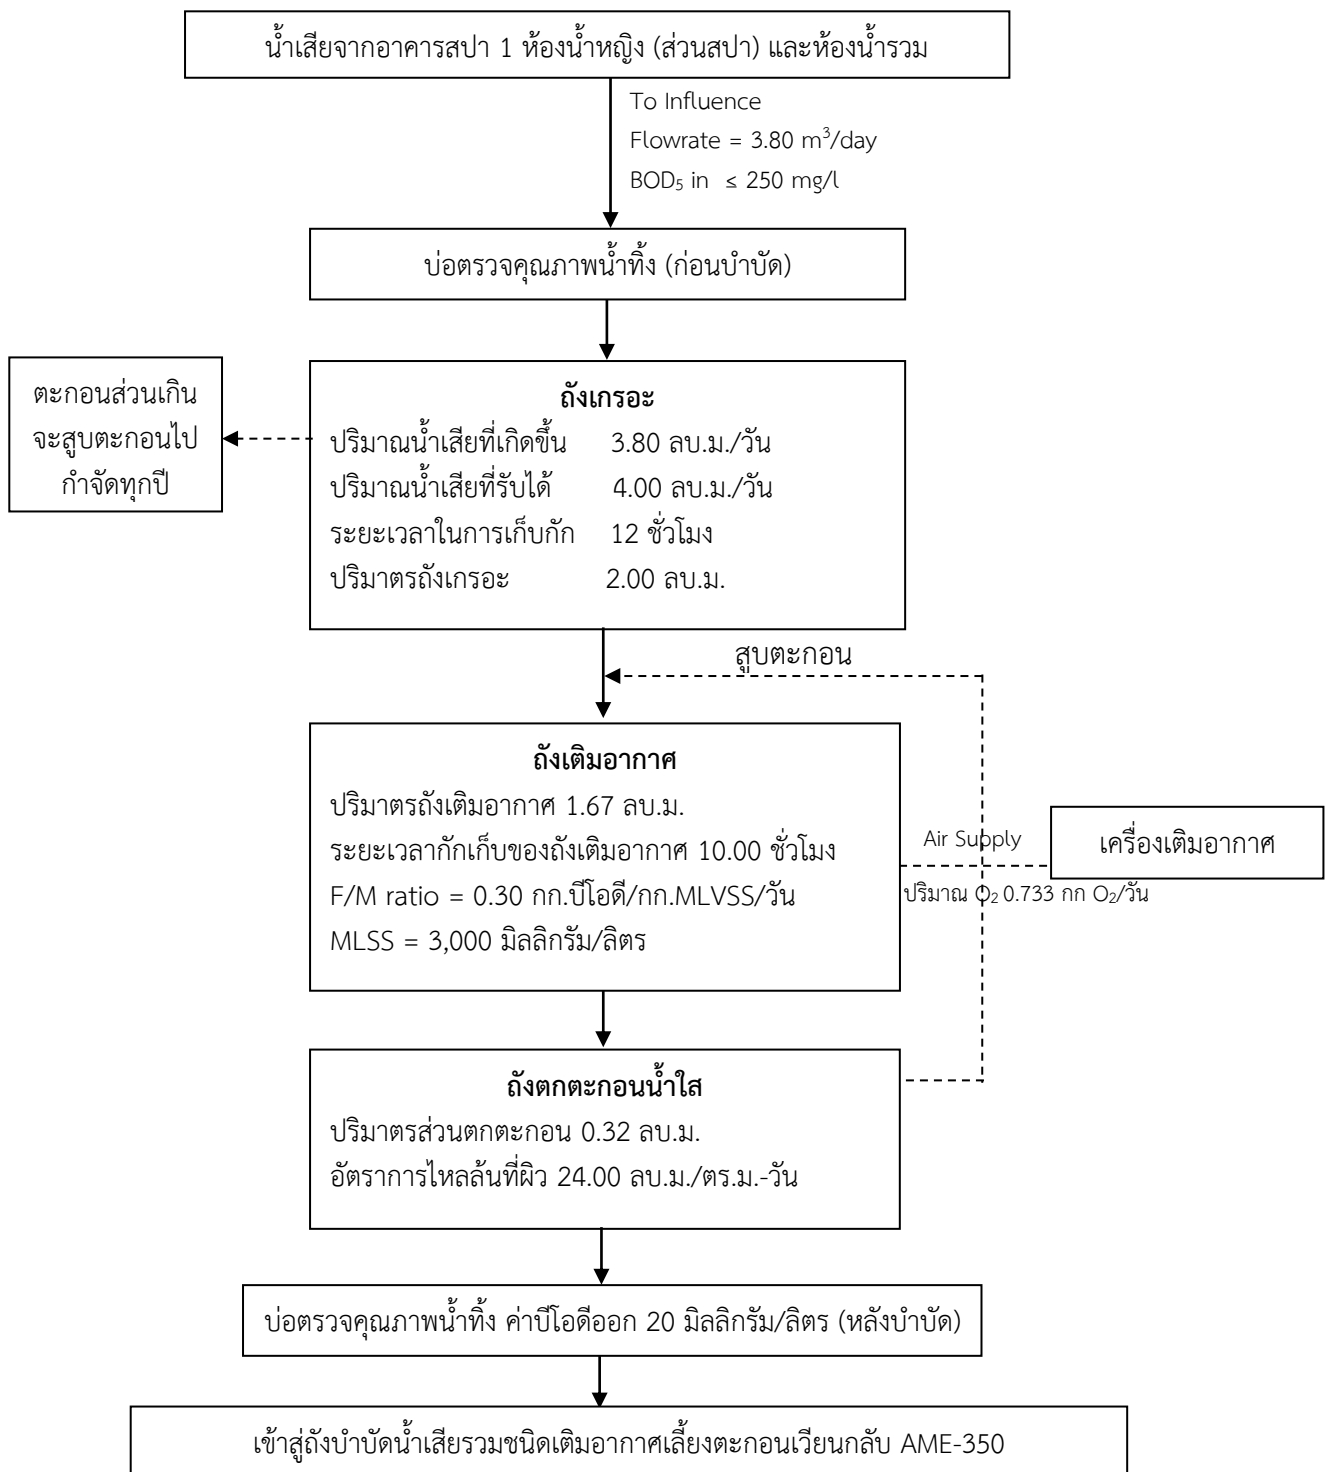 น้ำเสียจากอาคารสปา 1 ห้องน้ำหญิง (ส่วนสปา) และห้องน้ำรวม
To Influence
Flowrate = 3.80 m³/day
BOD₅ in ≤ 250 mg/l
บ่อตรวจคุณภาพน้ำทิ้ง (ก่อนบำบัด)
ตะกอนส่วนเกิน
จะสูบตะกอนไป
กำจัดทุกปี
ถังเกรอะ
ปริมาณน้ำเสียที่เกิดขึ้น 3.80 ลบ.ม./วัน
ปริมาณน้ำเสียที่รับได้ 4.00 ลบ.ม./วัน
ระยะเวลาในการเก็บกัก 12 ชั่วโมง
ปริมาตรถังเกรอะ 2.00 ลบ.ม.
สูบตะกอน
ถังเติมอากาศ
ปริมาตรถังเติมอากาศ 1.67 ลบ.ม.
ระยะเวลากักเก็บของถังเติมอากาศ 10.00 ชั่วโมง
F/M ratio = 0.30 กก.บีโอดี/กก.MLVSS/วัน
MLSS = 3,000 มิลลิกรัม/ลิตร
Air Supply
ปริมาณ O₂ 0.733 กก O₂/วัน
เครื่องเติมอากาศ
ถังตกตะกอนน้ำใส
ปริมาตรส่วนตกตะกอน 0.32 ลบ.ม.
อัตราการไหลล้นที่ผิว 24.00 ลบ.ม./ตร.ม.-วัน
บ่อตรวจคุณภาพน้ำทิ้ง ค่าบีโอดีออก 20 มิลลิกรัม/ลิตร (หลังบำบัด)
เข้าสู่ถังบำบัดน้ำเสียรวมชนิดเติมอากาศเลี้ยงตะกอนเวียนกลับ AME-350